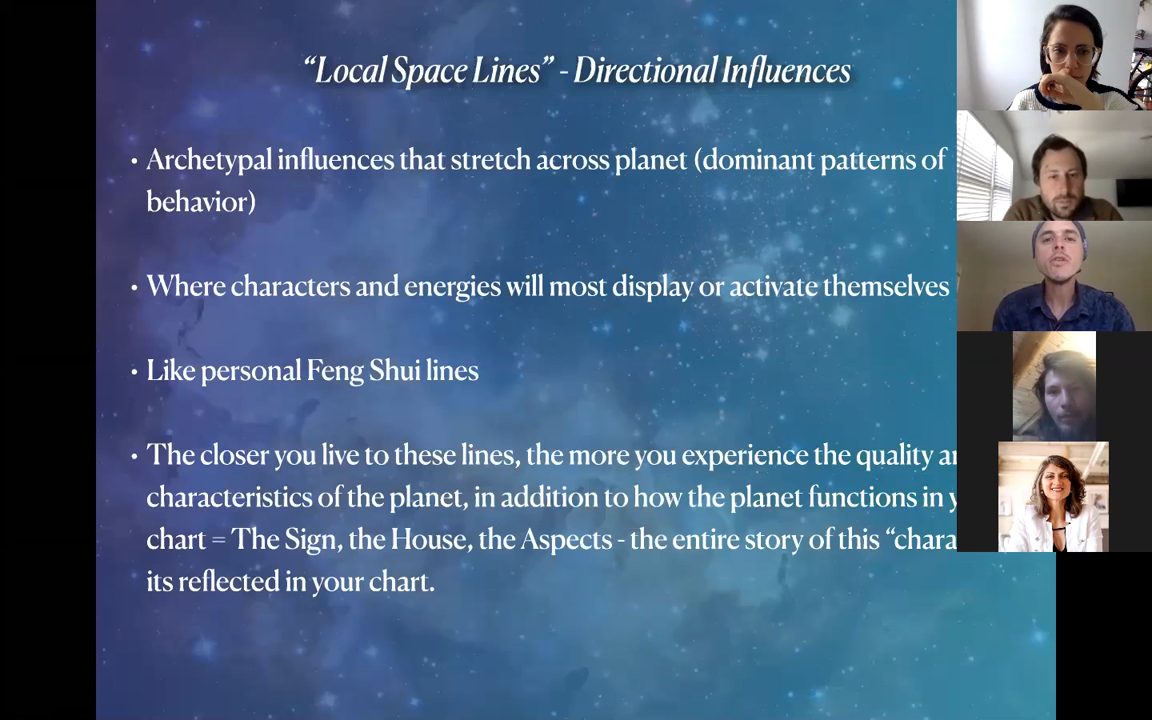 “Local Space Lines” - Directional Influences
• Archetypal influences that stretch across planet (dominant patterns of
behavior)
• Where characters and energies will most display or activate themselves
• Like personal Feng Shui lines
• The closer you live to these lines, the more you experience the quality
characteristics of the planet, in addition to how the planet functions in
chart = The Sign, the House, the Aspects - the entire story of this
its reflected in your chart.